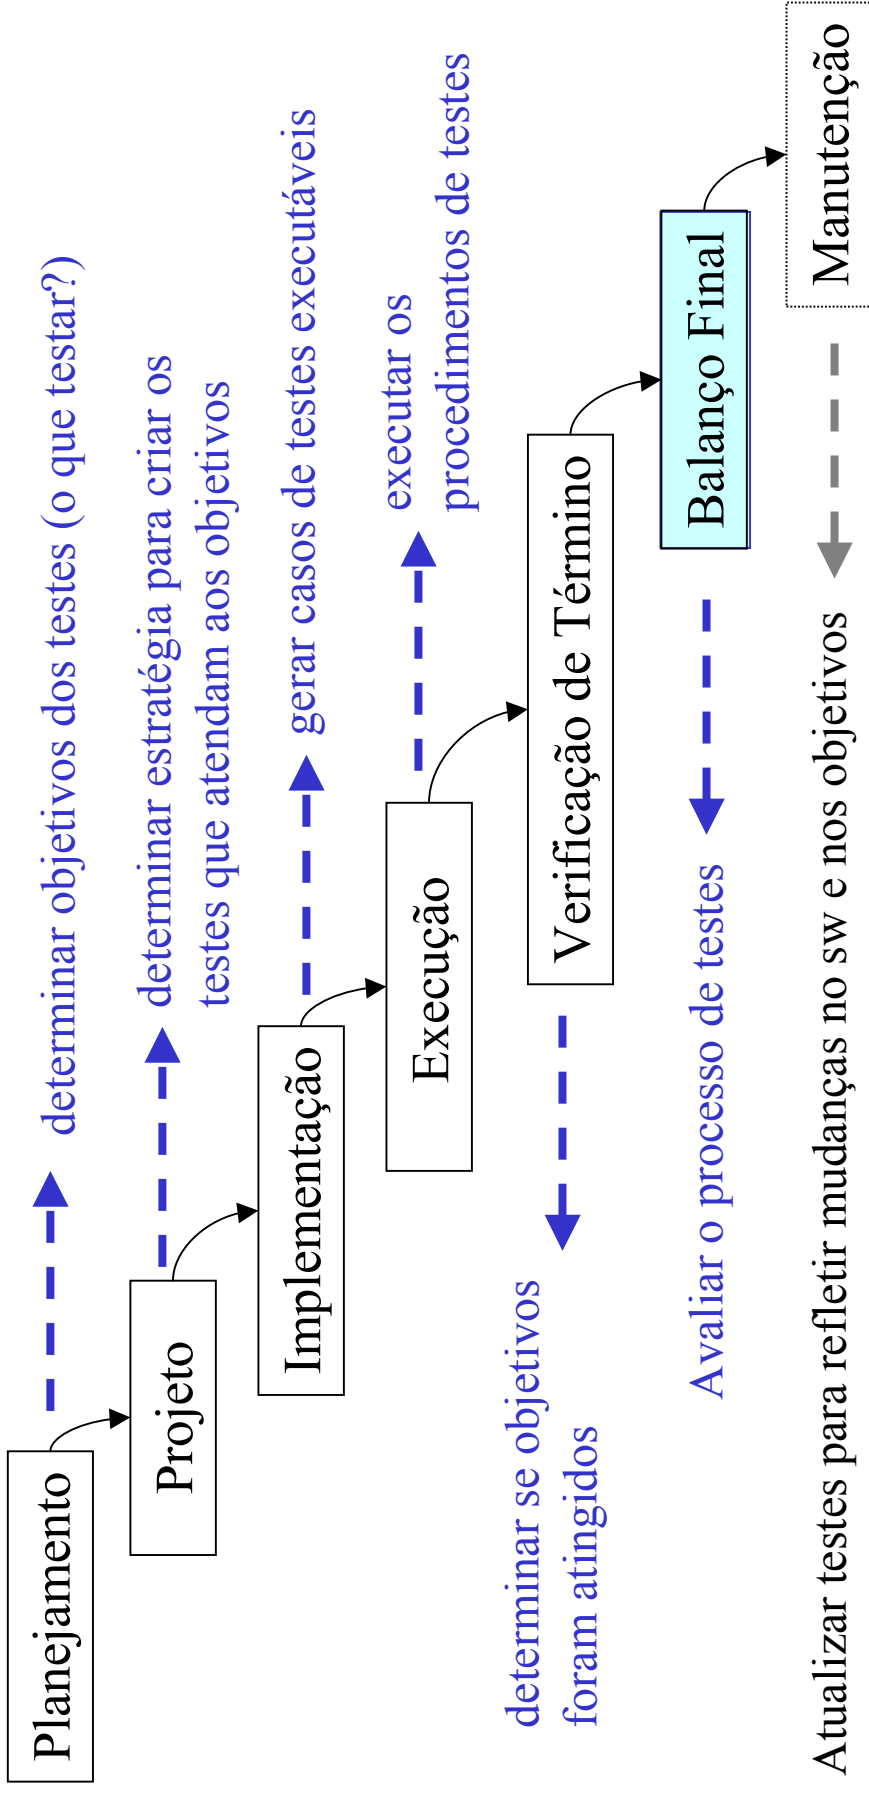 Planejamento
determinar objetivos dos testes (o que testar?)
Projeto
determinar estratégia para criar os
testes que atendam aos objetivos
Implementação
gerar casos de testes executáveis
Execução
executar os
procedimentos de testes
Verificação de Término
determinar se objetivos
foram atingidos
Balanço Final
Avaliar o processo de testes
Manutenção
Atualizar testes para refletir mudanças no sw e nos objetivos